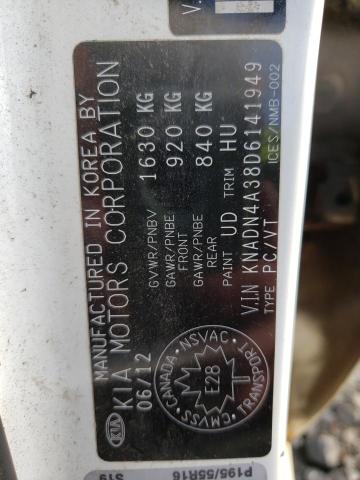 MANUFACTURED IN KOREA BY
KIA KIA MOTORS CORPORATION
06/12
GVWR/PNBV 1630 KG
GAWR/PNBE FRONT 920 KG
GAWR/PNBE REAR 840 KG
PAINT UD TRIM HU
VIN KNADN4A38D6141949
TYPE PC/VT ICES/NMB-002
CANADA-NSVAC
E28
CMVSS TRANSPORT
P195/55R16
V.